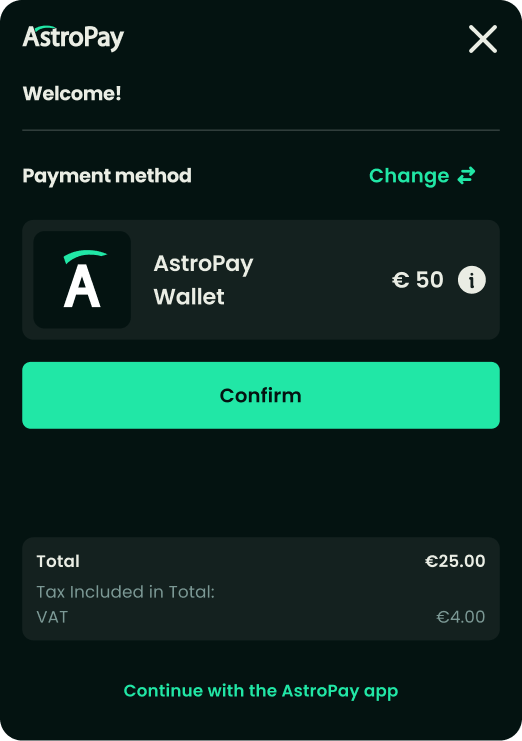 AstroPay
Welcome!
Payment method
Change
AstroPay
Wallet
€ 50
i
Confirm
Total
€25.00
Tax Included in Total:
VAT
€4.00
Continue with the AstroPay app